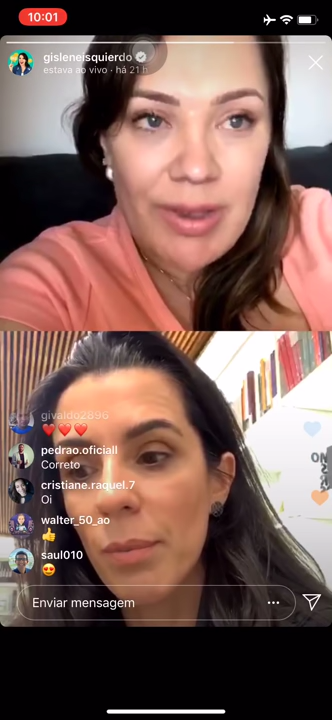 10:01
gisleneisquierdo
estava ao vivo · há 21 h
givaldo2896
❤️❤️❤️
pedrao.oficiall
Correto
cristiane.raquel.7
Oi
walter_50_ao
👍
saul010
😍
ON
Enviar mensagem